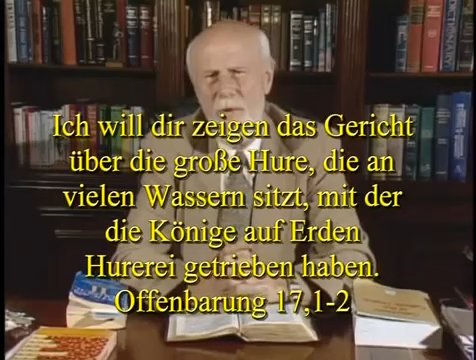 Ich will dir zeigen das Gericht
über die große Hure, die an
vielen Wassern sitzt, mit der
die Könige auf Erden
Hurerei getrieben haben.
Offenbarung 17,1-2